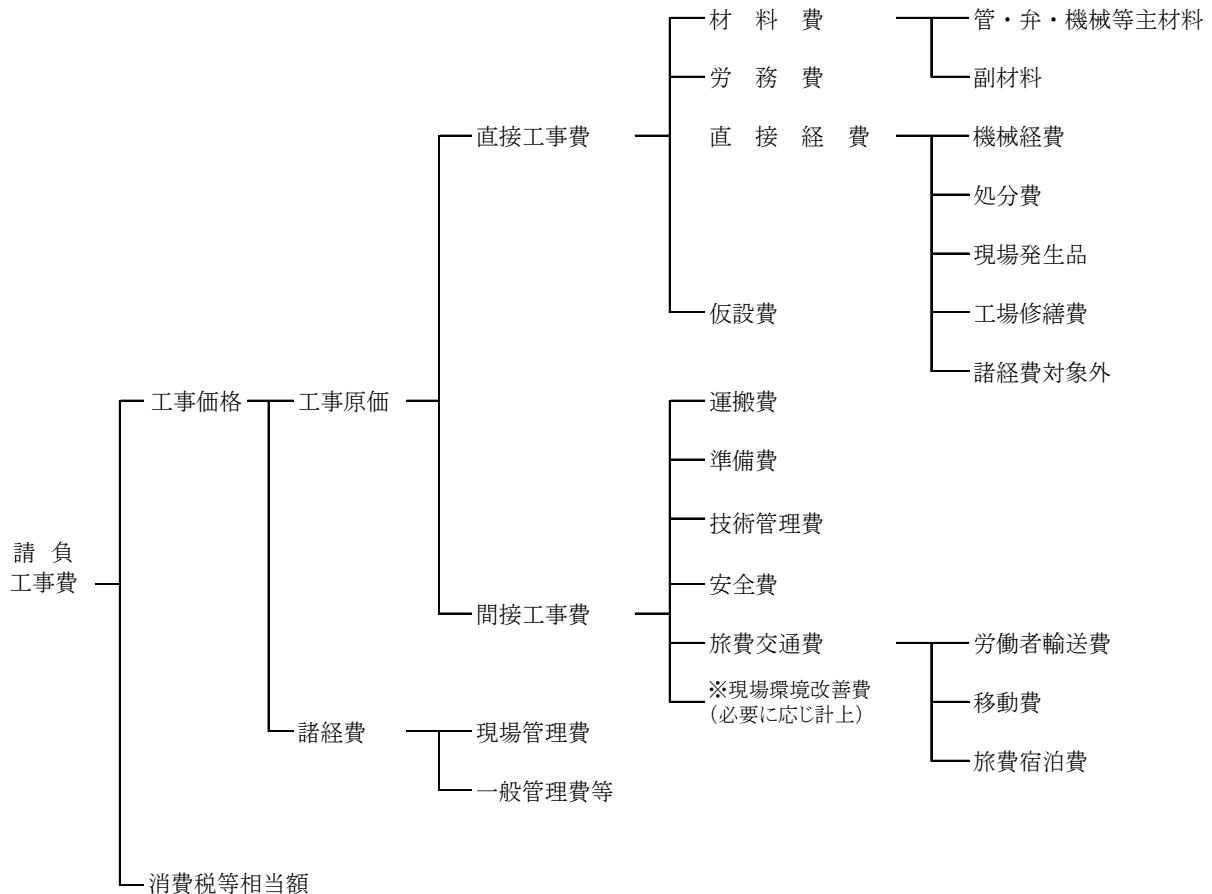 材料費
管・弁・機械等主材料
労務費
副材料
直接工事費
直接経費
機械経費
処分費
現場発生品
仮設費
工場修繕費
諸経費対象外
工事価格
工事原価
運搬費
準備費
技術管理費
請負
工事費
安全費
間接工事費
旅費交通費
労働者輸送費
※現場環境改善費
(必要に応じ計上)
移動費
諸経費
現場管理費
旅費宿泊費
一般管理費等
消費税等相当額